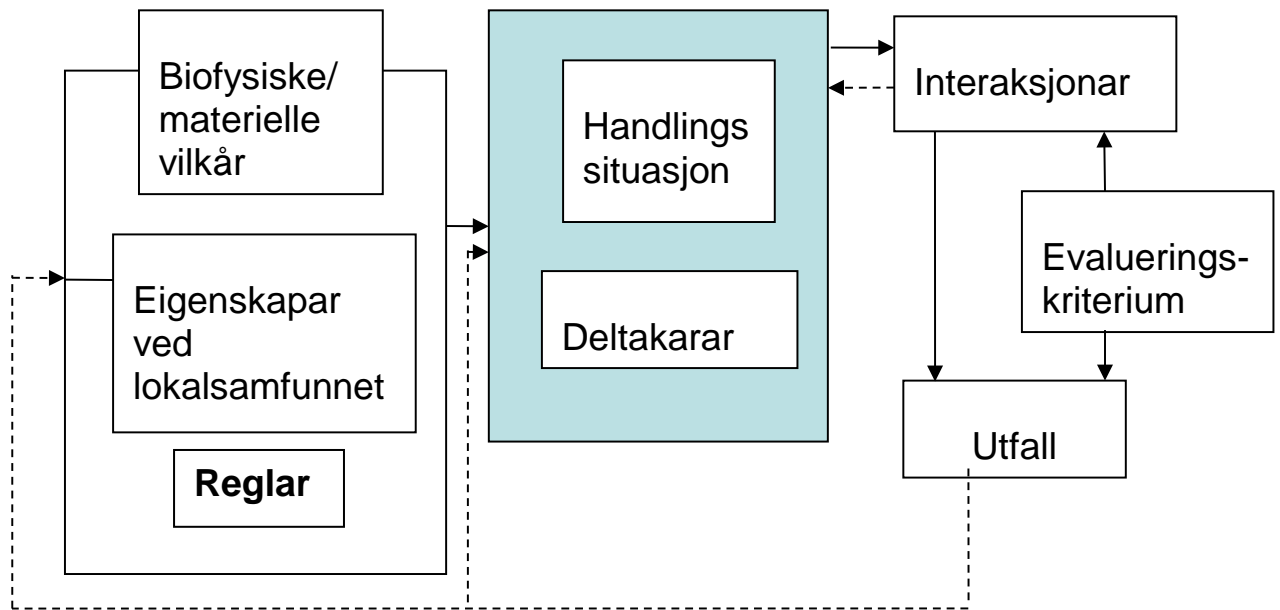 Biofysiske/
materielle
vilkår
Eigenskapar
ved
lokalsamfunnet
Reglar
Handlings
situasjon
Deltakarar
Interaksjonar
Evaluerings-
kriterium
Utfall